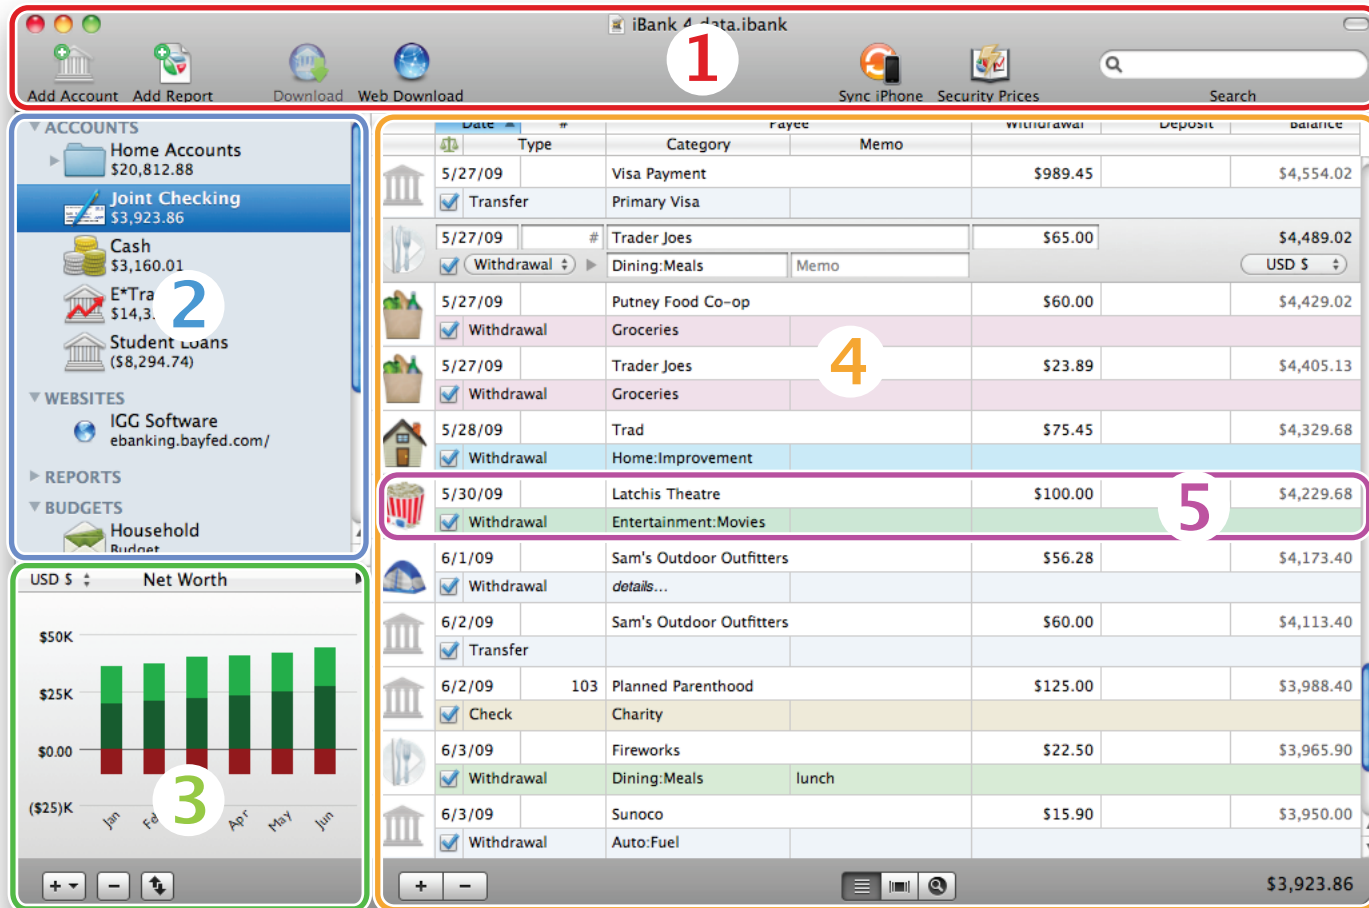 iBank 4 data.ibank
1
Add Account Add Report Download Web Download Sync iPhone Security Prices Search
ACCOUNTS
Home Accounts
$20,812.88
Joint Checking
$3,923.86
Cash
$3,160.01
E*Tra
$14,3
2
Student Loans
($8,294.74)
WEBSITES
IGG Software
ebanking.bayfed.com/
REPORTS
BUDGETS
Household
Budget
USD $ Net Worth
$50K
$25K
$0.00
($25)K
Jan Fe Apr May Jun
3
+ −
Date # Payee Withdrawal Deposit Balance
Type Category Memo
5/27/09 Visa Payment $989.45 $4,554.02
Transfer Primary Visa
5/27/09 # Trader Joes $65.00 $4,489.02
Withdrawal Dining:Meals Memo USD $
5/27/09 Putney Food Co-op $60.00 $4,429.02
Withdrawal Groceries
4
5/27/09 Trader Joes $23.89 $4,405.13
Withdrawal Groceries
5/28/09 Trad $75.45 $4,329.68
Withdrawal Home:Improvement
5/30/09 Latchis Theatre $100.00 $4,229.68
Withdrawal Entertainment:Movies
5
6/1/09 Sam's Outdoor Outfitters $56.28 $4,173.40
Withdrawal details...
6/2/09 Sam's Outdoor Outfitters $60.00 $4,113.40
Transfer
6/2/09 103 Planned Parenthood $125.00 $3,988.40
Check Charity
6/3/09 Fireworks $22.50 $3,965.90
Withdrawal Dining:Meals lunch
6/3/09 Sunoco $15.90 $3,950.00
Withdrawal Auto:Fuel
+ − $3,923.86